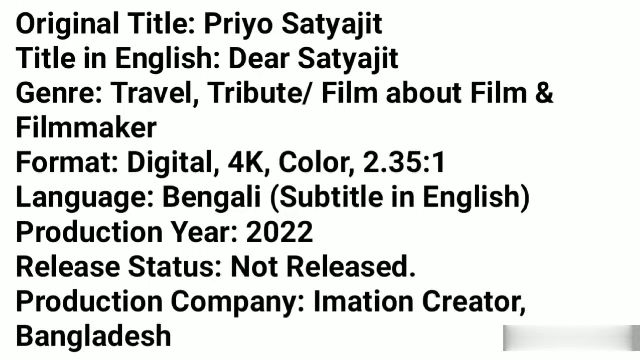 Original Title: Priyo Satyajit
Title in English: Dear Satyajit
Genre: Travel, Tribute/ Film about Film &
Filmmaker
Format: Digital, 4K, Color, 2.35:1
Language: Bengali (Subtitle in English)
Production Year: 2022
Release Status: Not Released.
Production Company: Imation Creator,
Bangladesh